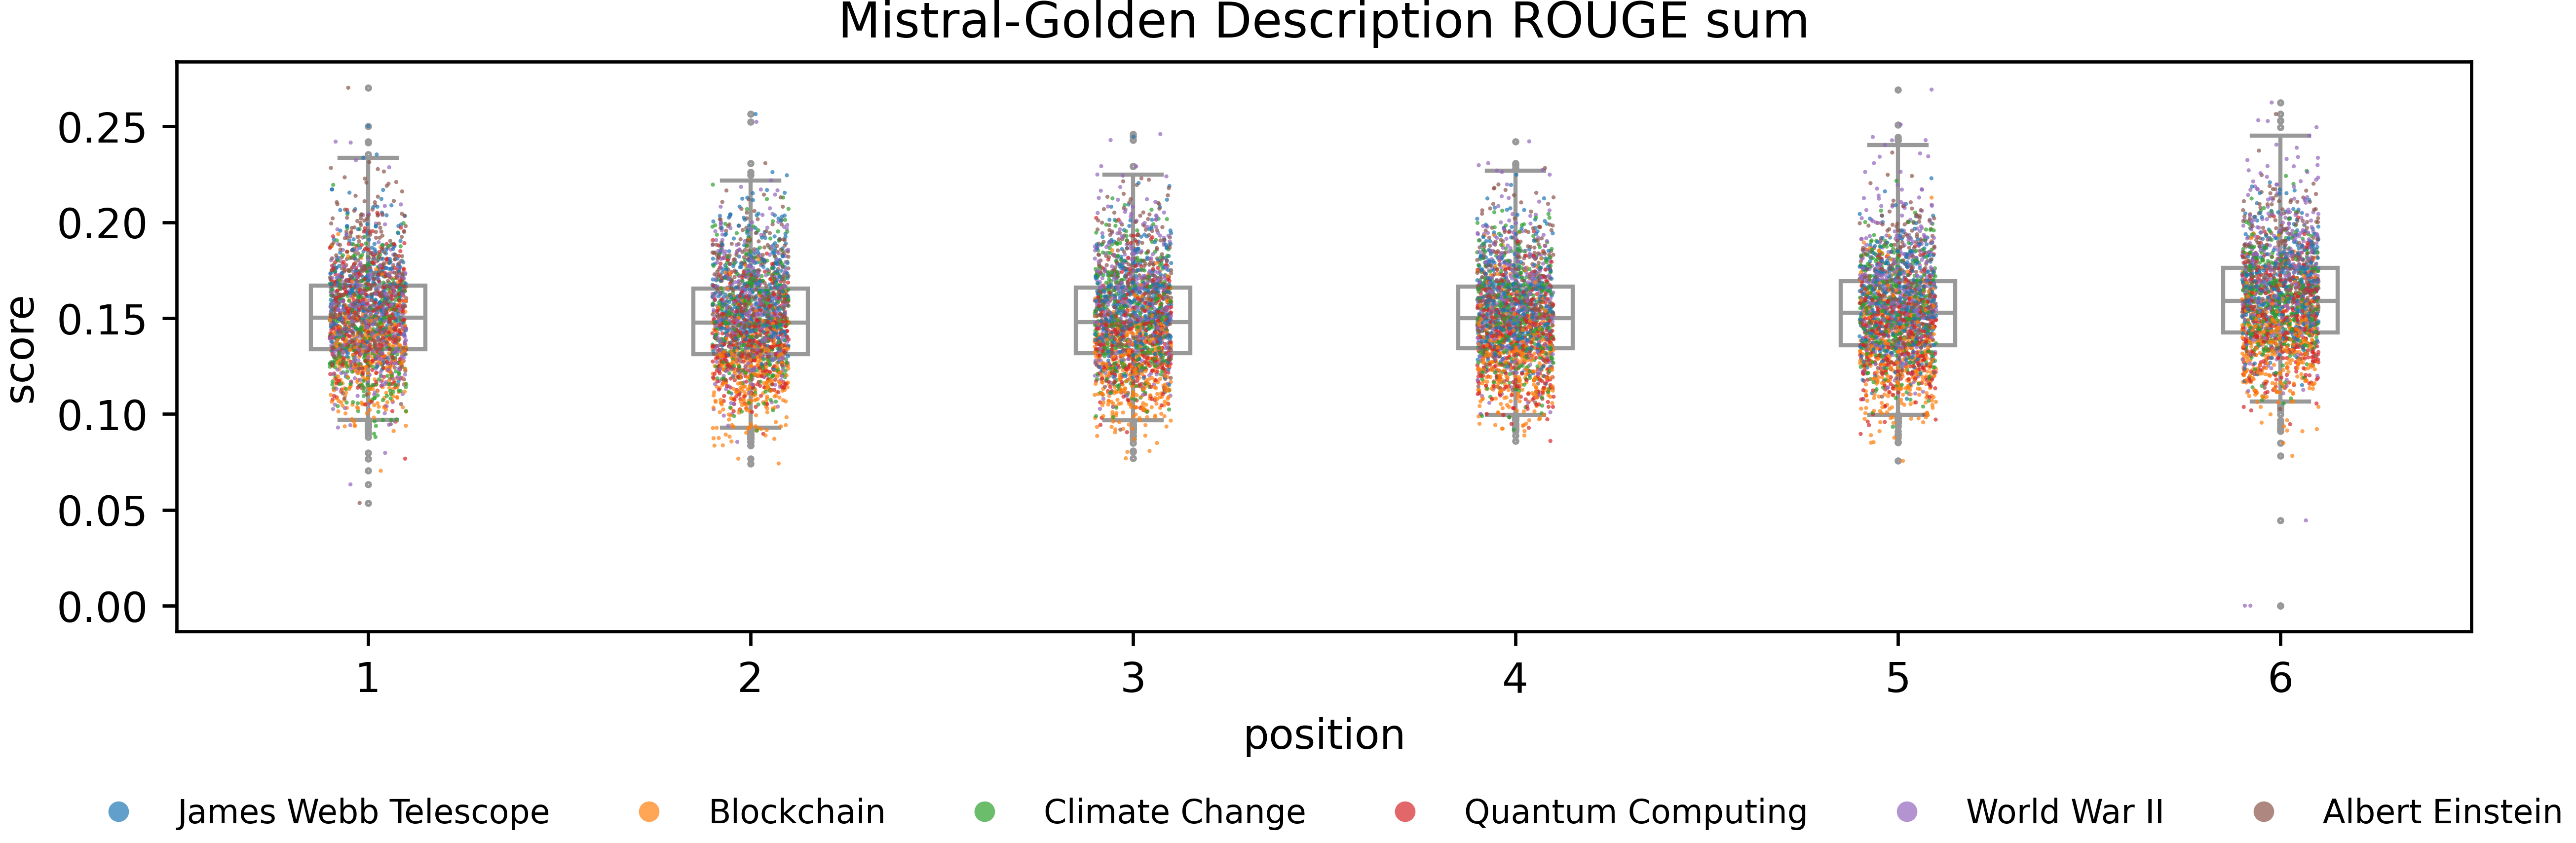 Mistral-Golden Description ROUGE sum
0.25
0.20
0.15
0.10
0.05
0.00
score
1 2 3 4 5 6
position
James Webb Telescope Blockchain Climate Change Quantum Computing World War II Albert Einstein